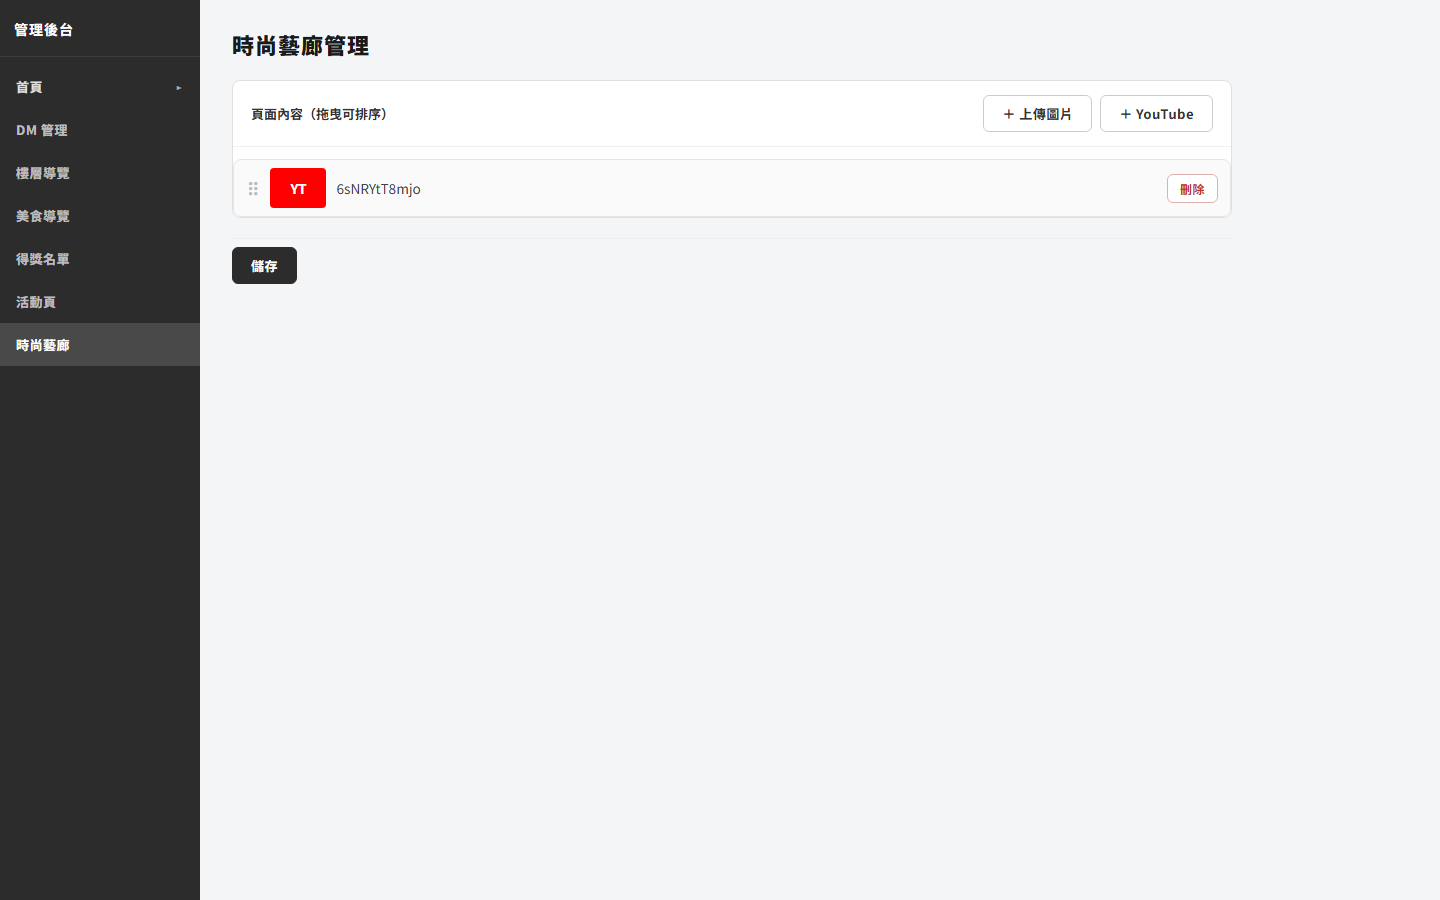 管理後台
首頁
DM 管理
樓層導覽
美食導覽
得獎名單
活動頁
時尚藝廊
時尚藝廊管理
頁面內容（拖曳可排序）
＋ 上傳圖片
＋ YouTube
YT
6sNRYtT8mjo
刪除
儲存